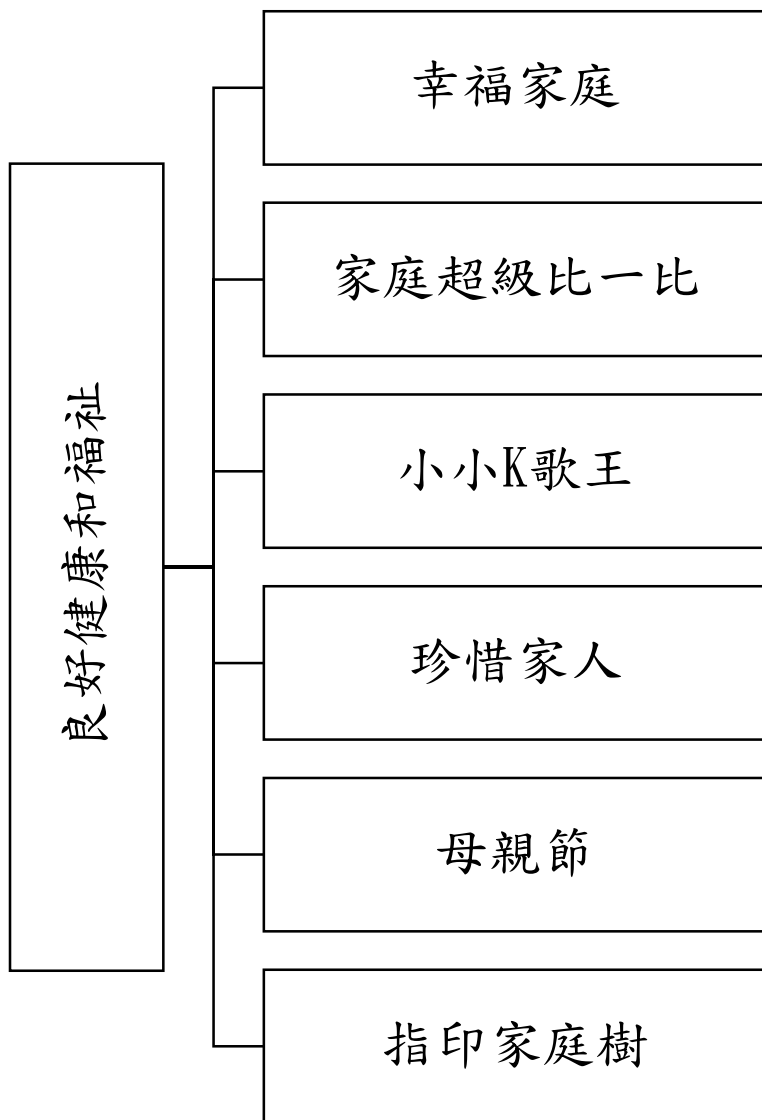 良好健康和福祉
幸福家庭
家庭超級比一比
小小K歌王
珍惜家人
母親節
指印家庭樹